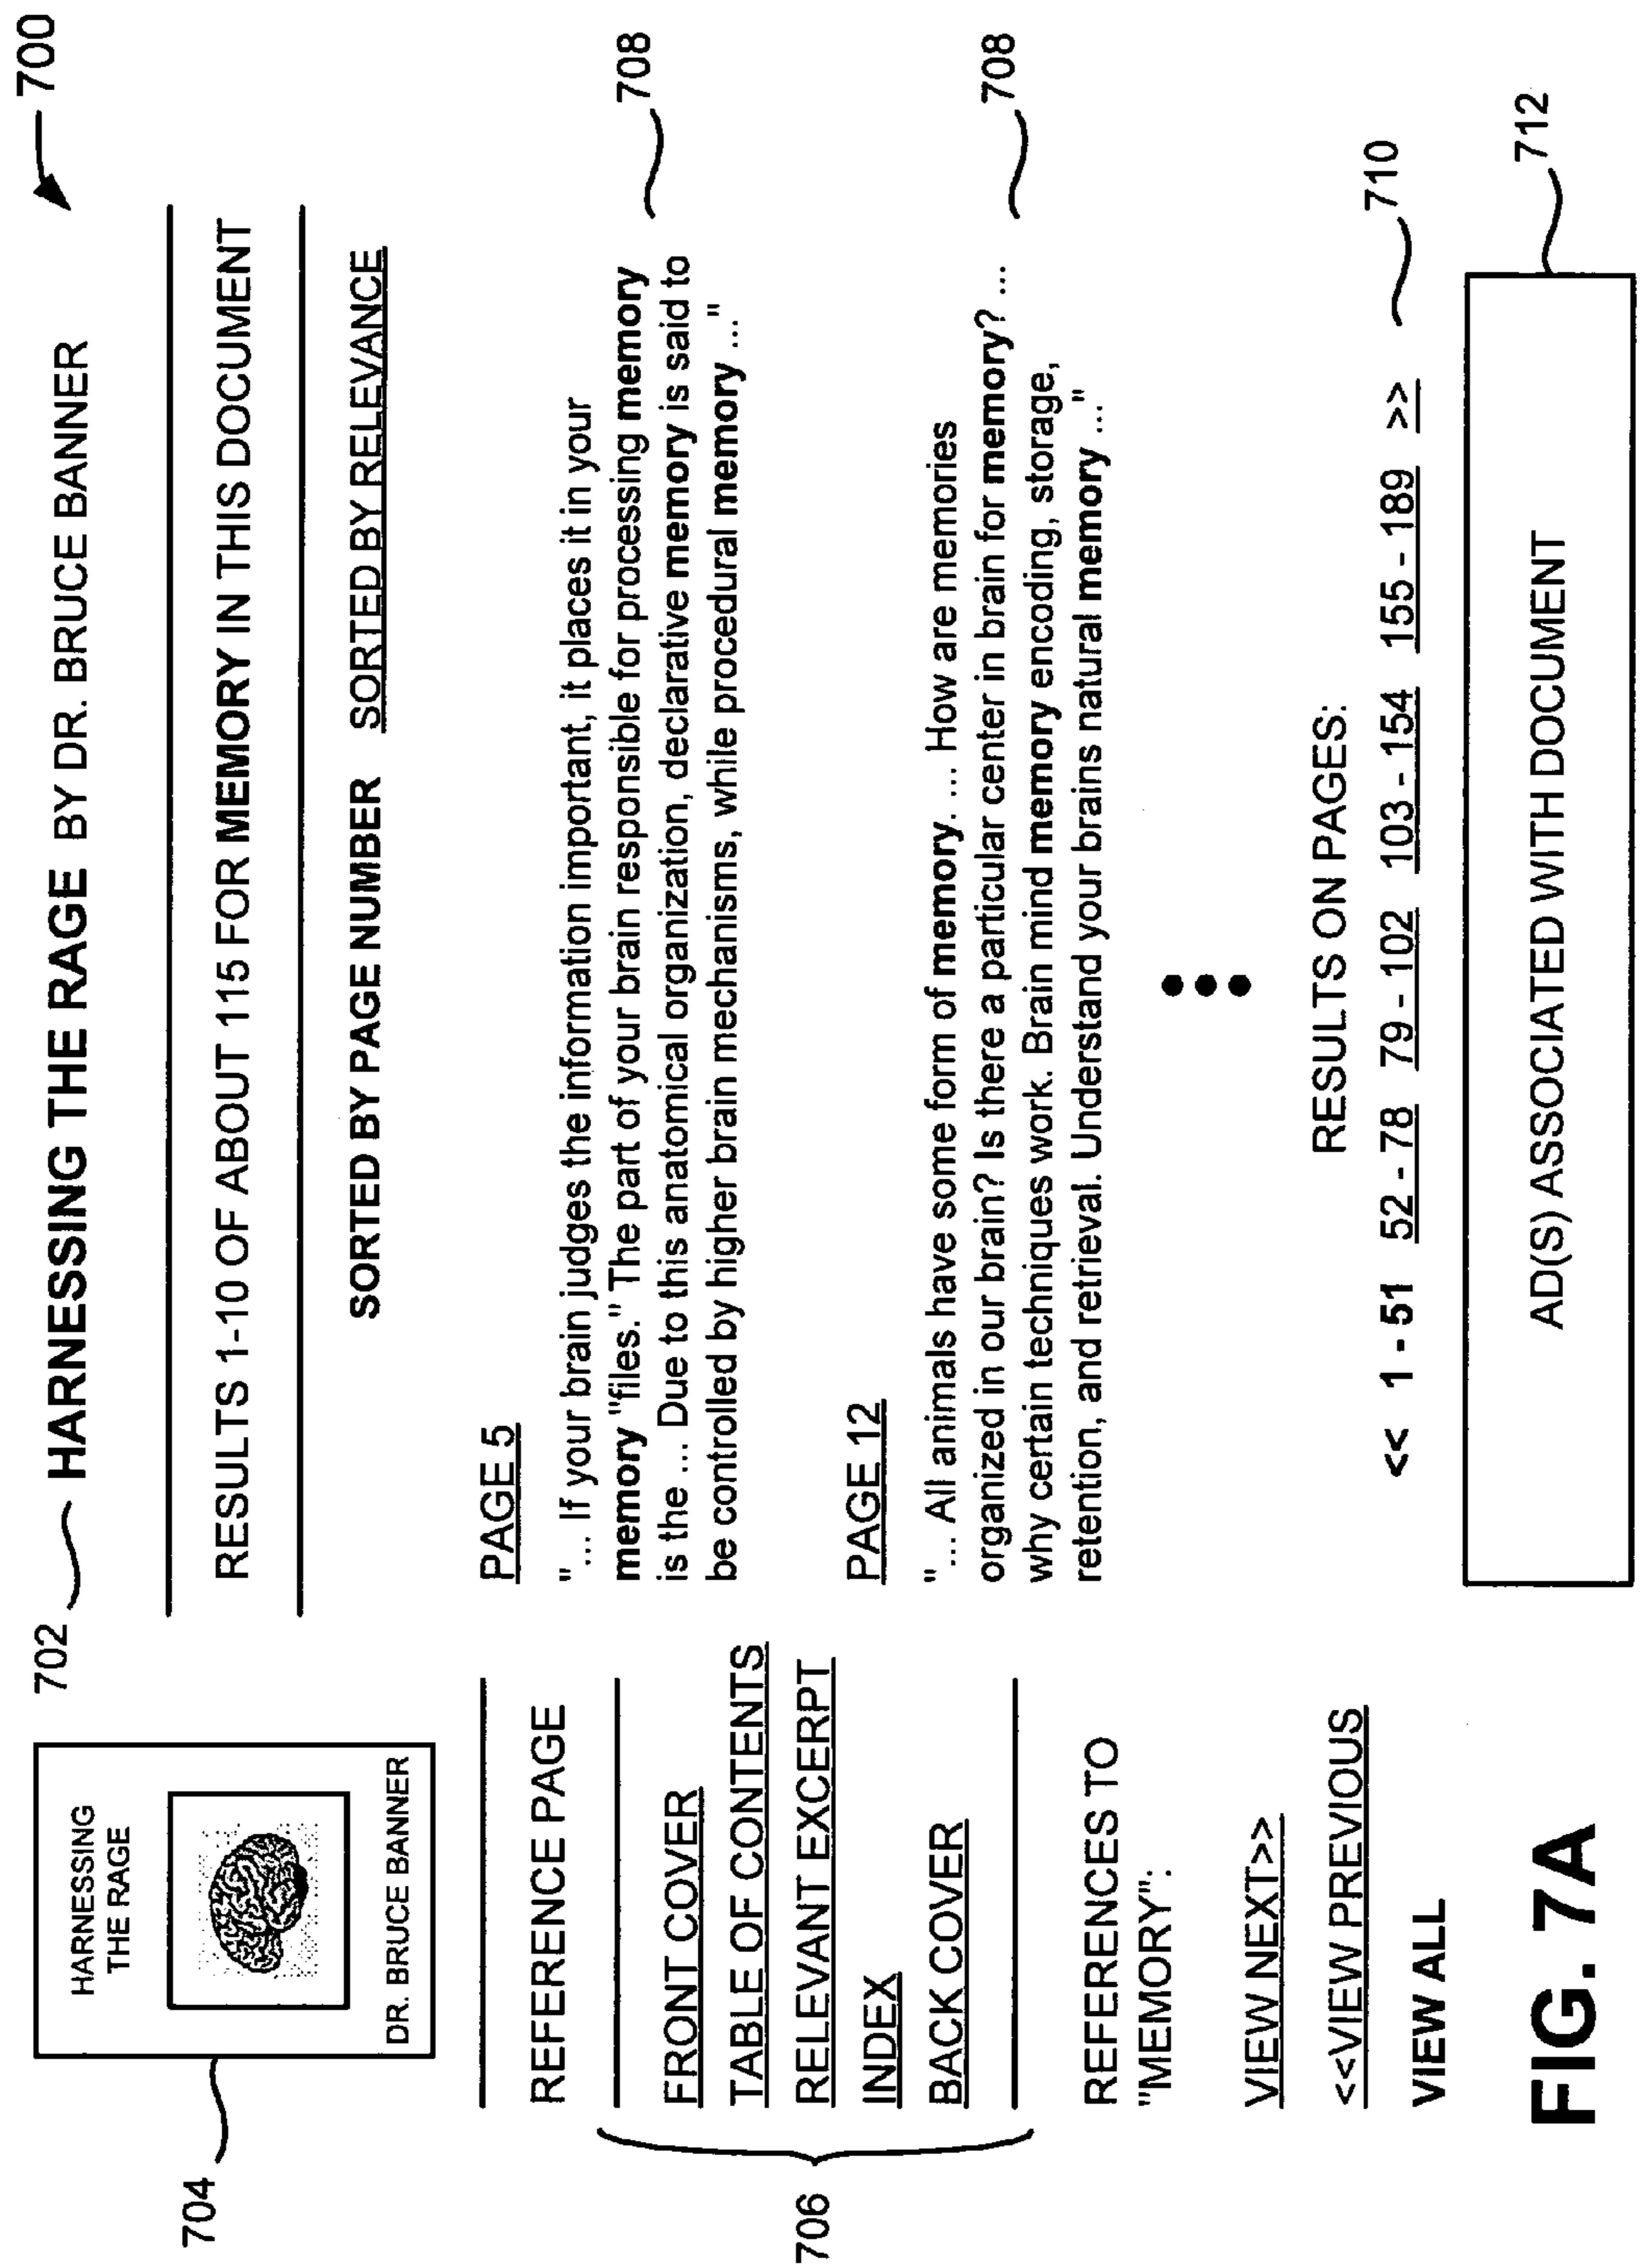 700
702
HARNESSING THE RAGE BY DR. BRUCE BANNER
704
HARNESSING
THE RAGE
DR. BRUCE BANNER
RESULTS 1-10 OF ABOUT 115 FOR MEMORY IN THIS DOCUMENT
SORTED BY PAGE NUMBER SORTED BY RELEVANCE
REFERENCE PAGE
706
FRONT COVER
TABLE OF CONTENTS
RELEVANT EXCERPT
INDEX
BACK COVER
REFERENCES TO
"MEMORY":
VIEW NEXT>>
<<VIEW PREVIOUS
VIEW ALL
PAGE 5
"... If your brain judges the information important, it places it in your
memory "files." The part of your brain responsible for processing memory
is the ... Due to this anatomical organization, declarative memory is said to
be controlled by higher brain mechanisms, while procedural memory ..."
708
PAGE 12
"... All animals have some form of memory. ... How are memories
organized in our brain? Is there a particular center in brain for memory? ...
why certain techniques work. Brain mind memory encoding, storage,
retention, and retrieval. Understand your brains natural memory ..."
708
RESULTS ON PAGES:
<< 1 - 51 52 - 78 79 - 102 103 - 154 155 - 189 >>
710
AD(S) ASSOCIATED WITH DOCUMENT
712
FIG. 7A